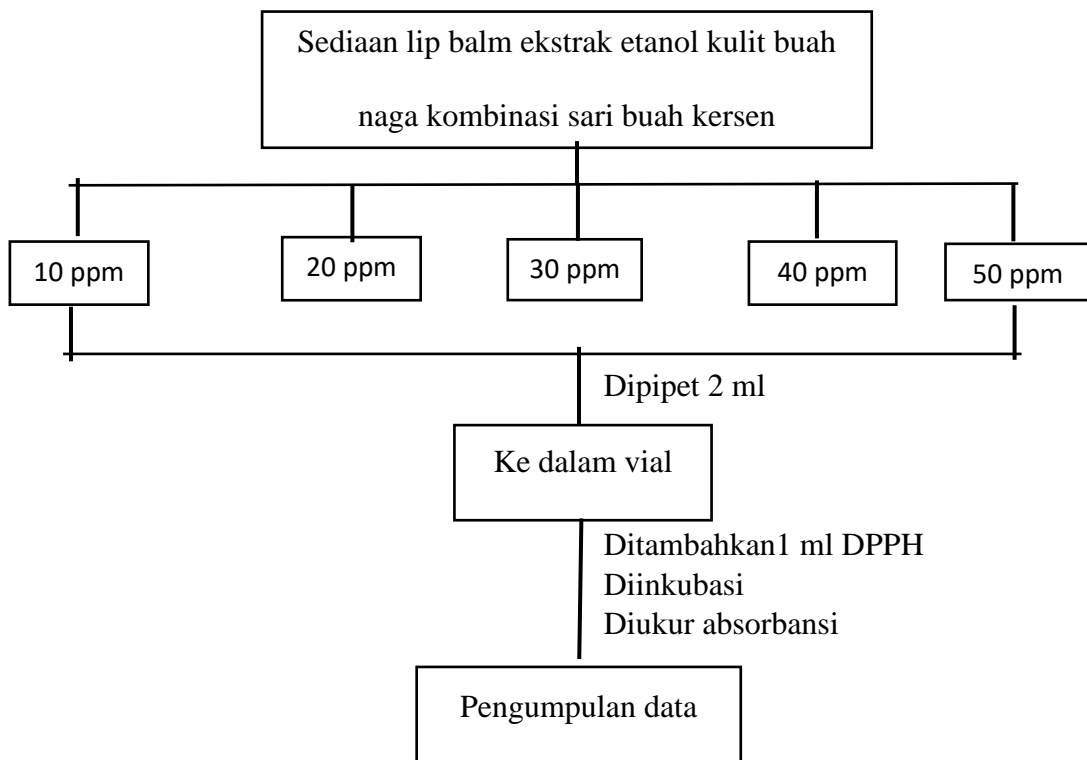 Sediaan lip balm ekstrak etanol kulit buah
naga kombinasi sari buah kersen
10 ppm
20 ppm
30 ppm
40 ppm
50 ppm
Dipipet 2 ml
Ke dalam vial
Ditambahkan1 ml DPPH
Diinkubasi
Diukur absorbansi
Pengumpulan data